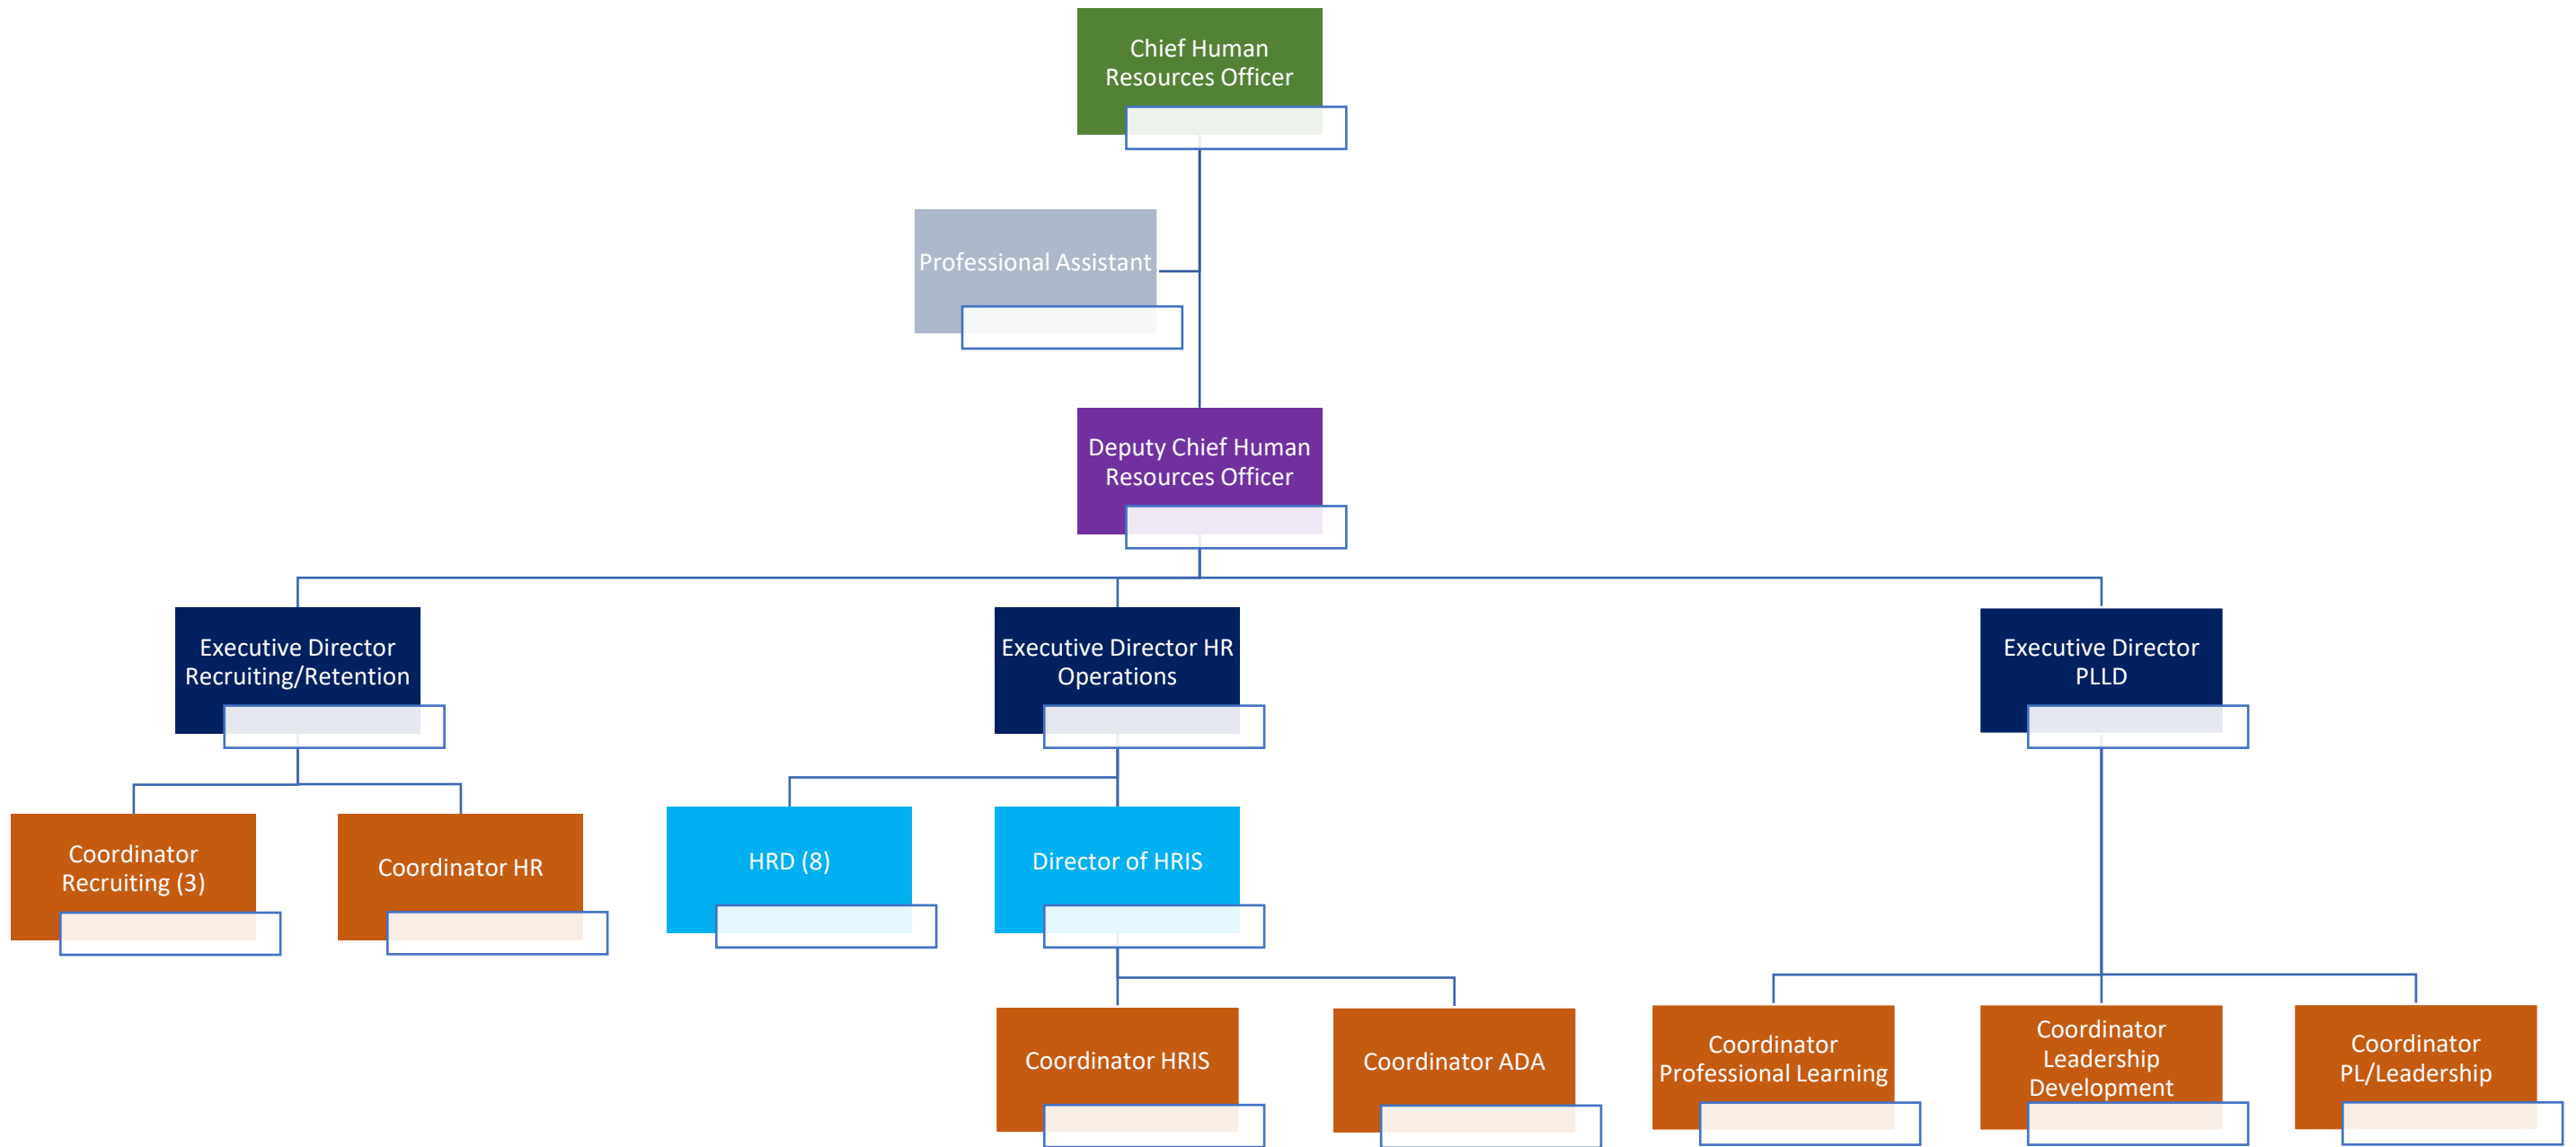 Chief Human
Resources Officer
Professional Assistant
Deputy Chief Human
Resources Officer
Executive Director
Recruiting/Retention
Executive Director HR
Operations
Executive Director
PLLD
Coordinator
Recruiting (3)
Coordinator HR
HRD (8)
Director of HRIS
Coordinator HRIS
Coordinator ADA
Coordinator
Professional Learning
Coordinator
Leadership
Development
Coordinator
PL/Leadership